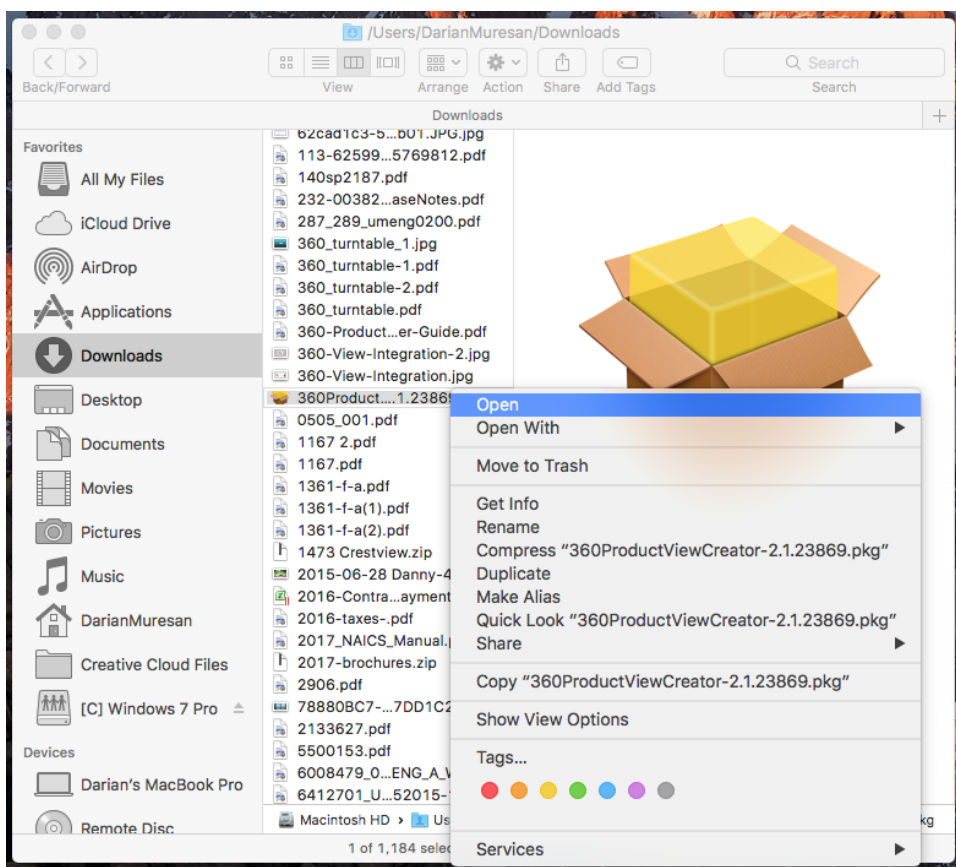 /Users/DarianMuresan/Downloads
Search
Back/Forward
View
Arrange
Action
Share
Add Tags
Search
Downloads
Favorites
All My Files
iCloud Drive
AirDrop
Applications
Downloads
Desktop
Documents
Movies
Pictures
Music
DarianMuresan
Creative Cloud Files
[C] Windows 7 Pro
Devices
Darian's MacBook Pro
Remote Disc
62cad1c3-5...b01.JPG.jpg
113-62599...5769812.pdf
140sp2187.pdf
232-00382...aseNotes.pdf
287_289_umeng0200.pdf
360_turntable_1.jpg
360_turntable-1.pdf
360_turntable-2.pdf
360_turntable.pdf
360-Product...er-Guide.pdf
360-View-Integration-2.jpg
360-View-Integration.jpg
360Product....1.23869
0505_001.pdf
1167 2.pdf
1167.pdf
1361-f-a.pdf
1361-f-a(1).pdf
1361-f-a(2).pdf
1473 Crestview.zip
2015-06-28 Danny-4
2016-Contra...ayment
2016-taxes-.pdf
2017_NAICS_Manual.
2017-brochures.zip
2906.pdf
78880BC7-...7DD1C2
2133627.pdf
5500153.pdf
6008479_0...ENG_A_
6412701_U...52015-
Macintosh HD › Us
kg
1 of 1,184 selec
Open
Open With
Move to Trash
Get Info
Rename
Compress “360ProductViewCreator-2.1.23869.pkg”
Duplicate
Make Alias
Quick Look “360ProductViewCreator-2.1.23869.pkg”
Share
Copy “360ProductViewCreator-2.1.23869.pkg”
Show View Options
Tags...
Services